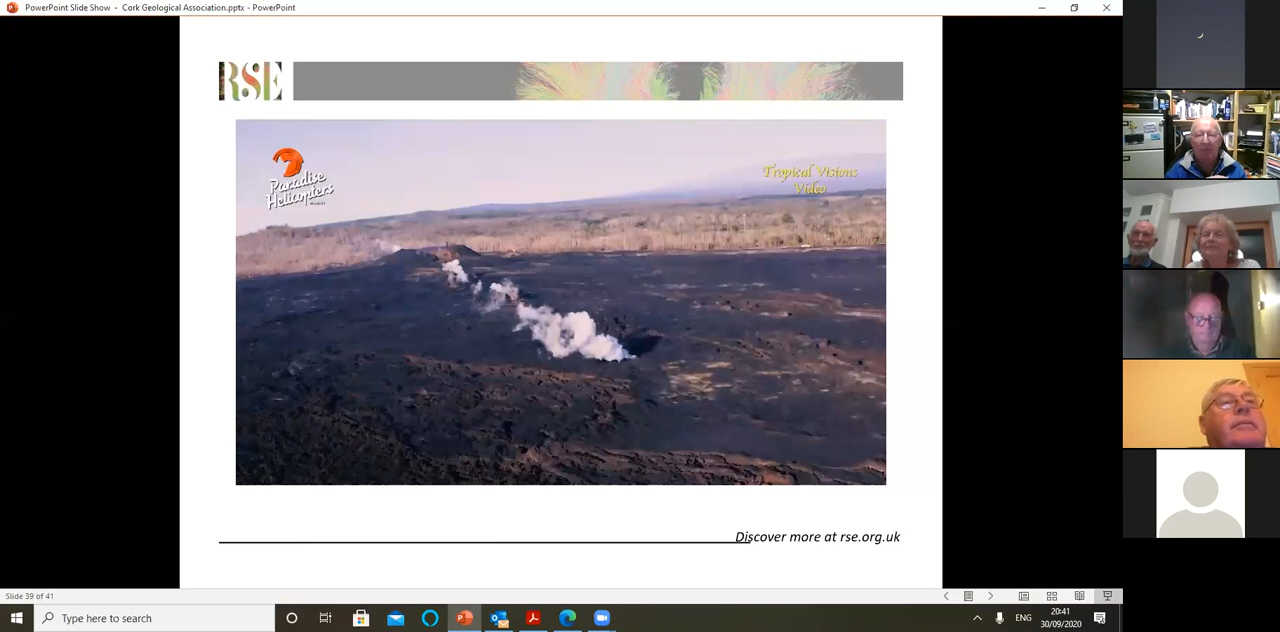 PowerPoint Slide Show - Cork Geological Association.pptx - PowerPoint
RSE
Paradise
Helicopters
Tropical Visions
Video
Discover more at rse.org.uk
Slide 39 of 41
Type here to search
ENG
20:41
30/09/2020